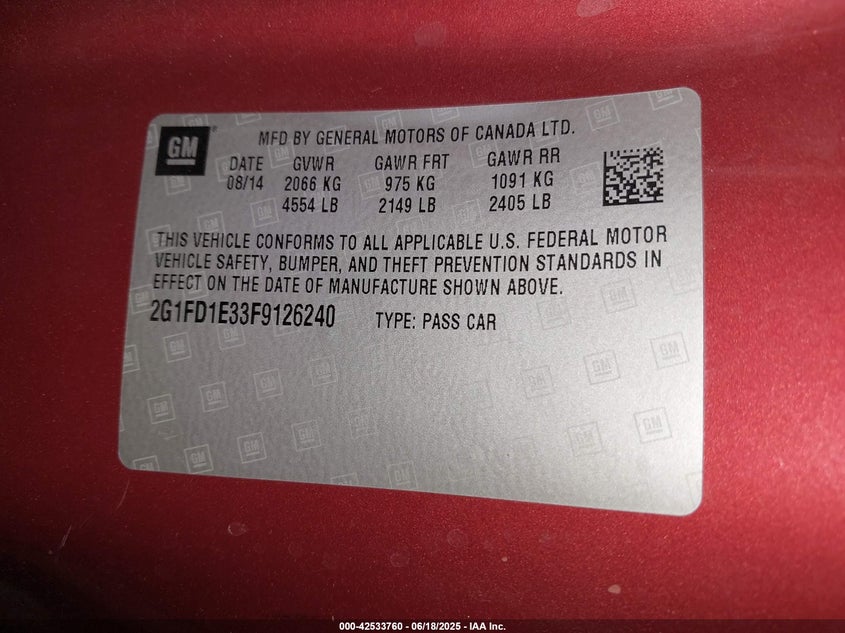 GM
MFD BY GENERAL MOTORS OF CANADA LTD.
DATE GVWR GAWR FRT GAWR RR
08/14 2066 KG 975 KG 1091 KG
4554 LB 2149 LB 2405 LB
THIS VEHICLE CONFORMS TO ALL APPLICABLE U.S. FEDERAL MOTOR
VEHICLE SAFETY, BUMPER, AND THEFT PREVENTION STANDARDS IN
EFFECT ON THE DATE OF MANUFACTURE SHOWN ABOVE.
2G1FD1E33F9126240 TYPE: PASS CAR
000-42533760 - 06/18/2025 - IAA Inc.